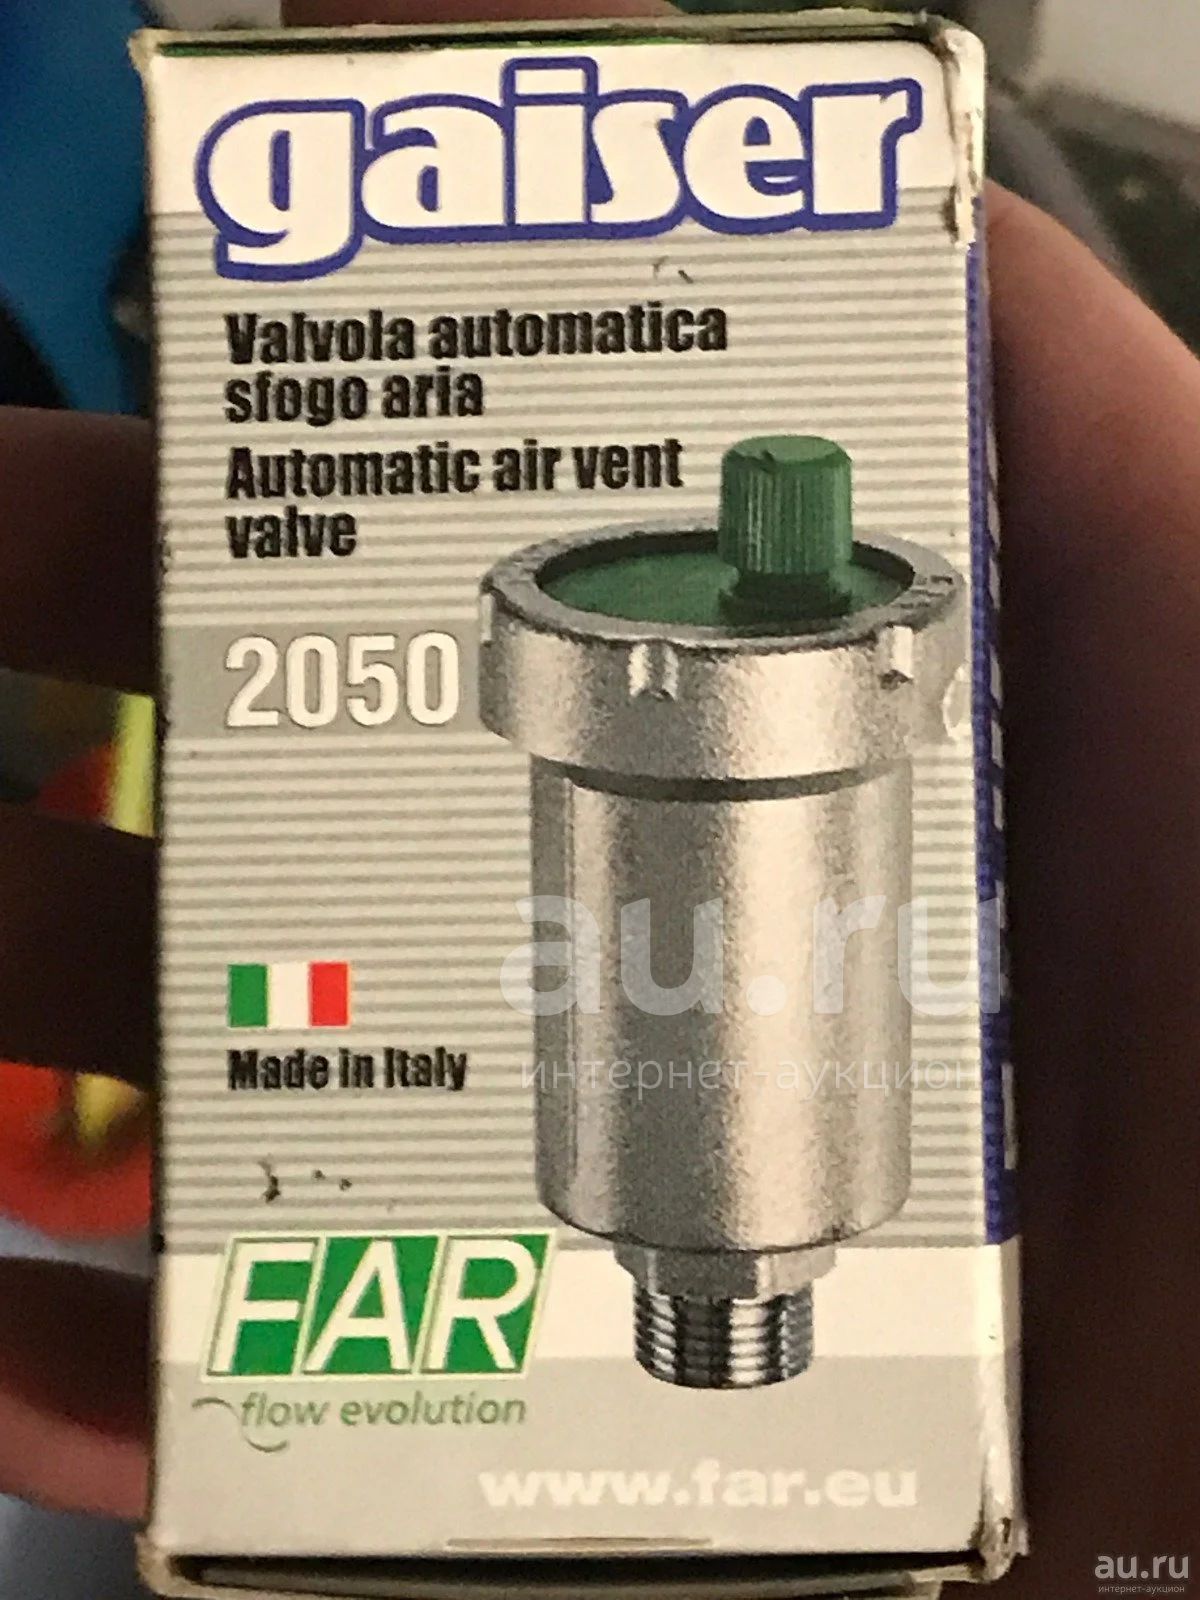 gaiser
Valvola automatica
sfogo aria
Automatic air vent
valve
2050
au.ru
интернет-аукцион
Made in Italy
FAR
flow evolution
www.far.eu
au.ru
интернет-аукцион